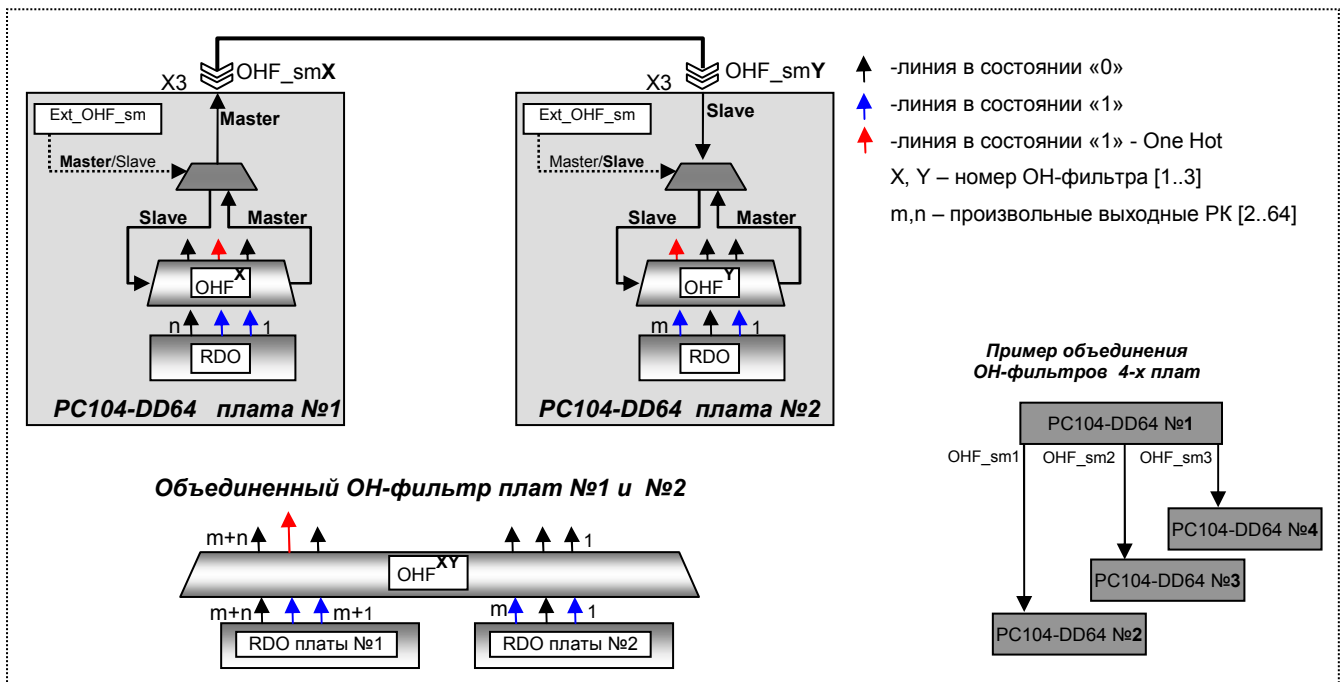 X3
OHF_smX
Ext_OHF_sm
Master
Master/Slave
Slave
Master
OHF
X
n
1
RDO
PC104-DD64 плата №1
X3
OHF_smY
Ext_OHF_sm
Slave
Master/Slave
Slave
Master
OHF
Y
m
1
RDO
PC104-DD64 плата №2
-линия в состоянии «0»
-линия в состоянии «1»
-линия в состоянии «1» - One Hot
X, Y – номер ОН-фильтра [1..3]
m,n – произвольные выходные РК [2..64]
Объединенный ОН-фильтр плат №1 и №2
m+n
1
OHF
XY
m+n
m+1
m
1
RDO платы №1
RDO платы №2
Пример объединения
ОН-фильтров 4-х плат
PC104-DD64 №1
OHF_sm1
OHF_sm2
OHF_sm3
PC104-DD64 №4
PC104-DD64 №3
PC104-DD64 №2